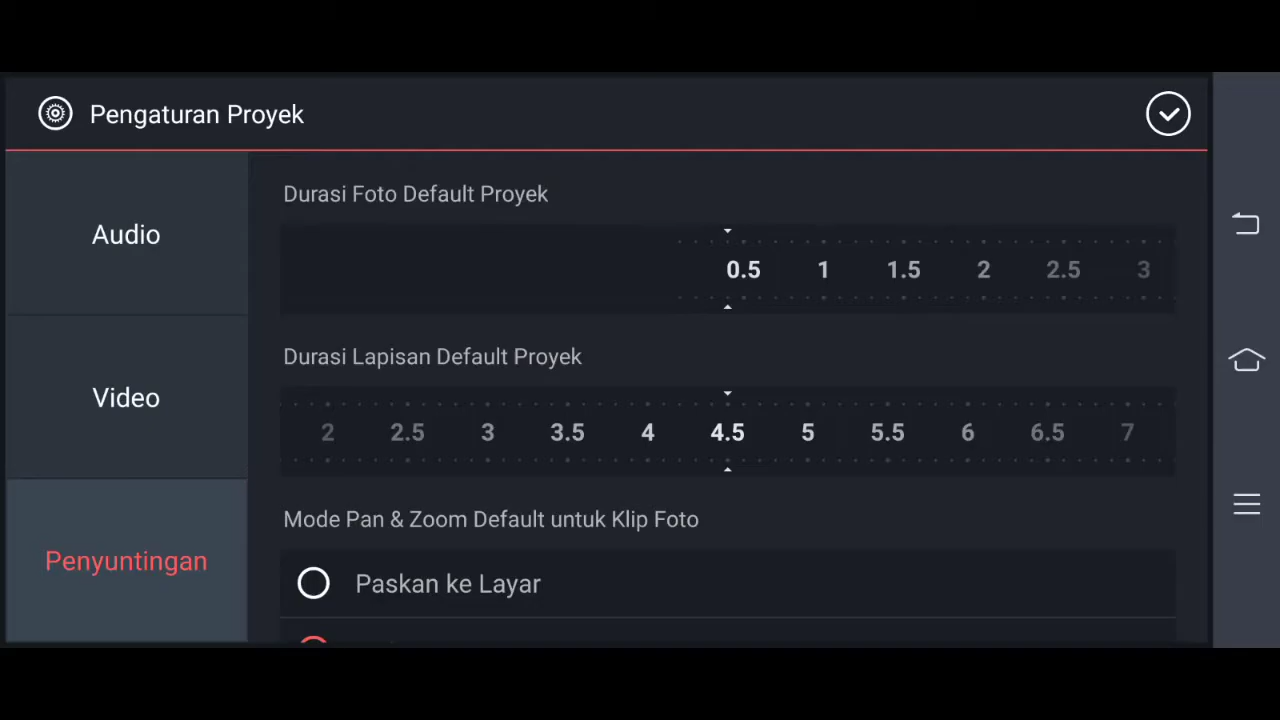 Pengaturan Proyek
Audio
Video
Penyuntingan
Durasi Foto Default Proyek
0.5 1 1.5 2 2.5 3
Durasi Lapisan Default Proyek
2 2.5 3 3.5 4 4.5 5 5.5 6 6.5 7
Mode Pan & Zoom Default untuk Klip Foto
Paskan ke Layar